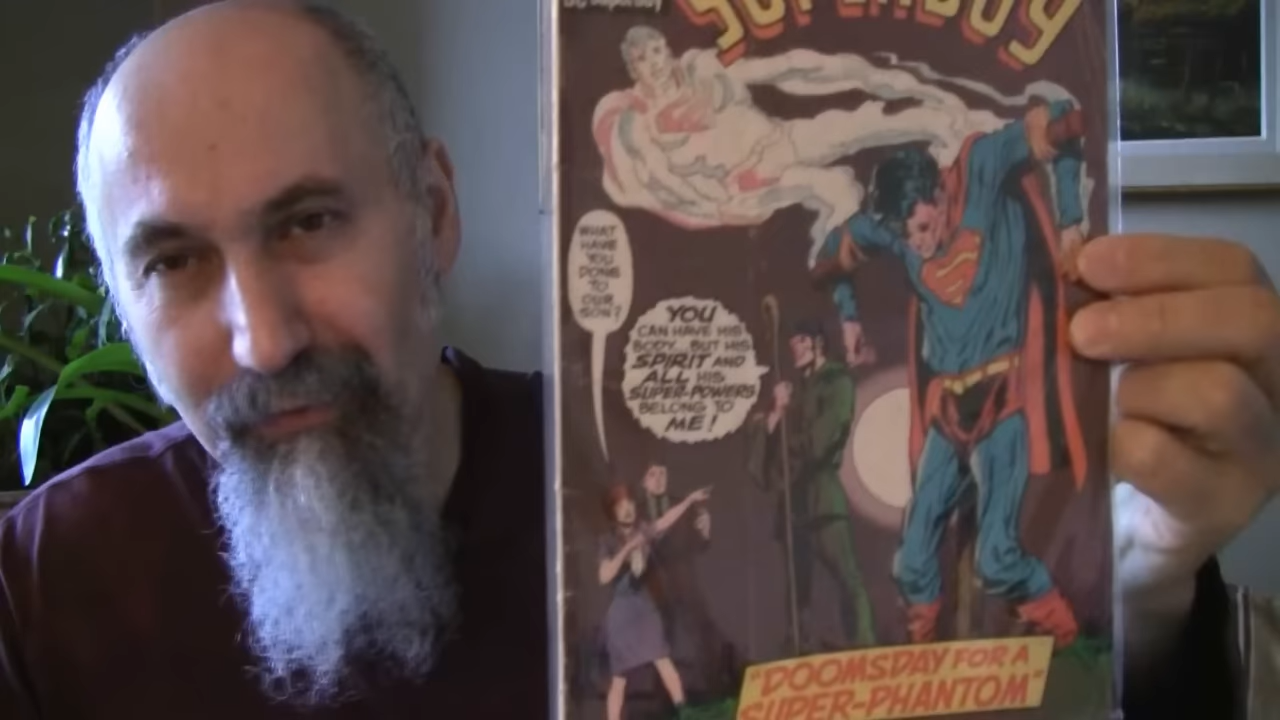 SUPERBOY
WHAT
HAVE
YOU
DONE
TO
OUR
SON?
YOU
CAN HAVE HIS
BODY... BUT HIS
SPIRIT AND
ALL HIS
SUPER-POWERS
BELONG TO
ME!
"DOOMSDAY FOR A
SUPER-PHANTOM"